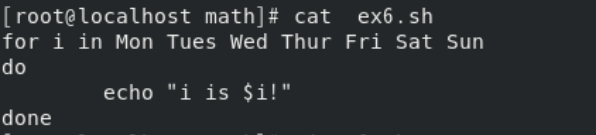 [root@localhost math]# cat  ex6.sh
for i in Mon Tues Wed Thur Fri Sat Sun
do
        echo "i is $i!"
done